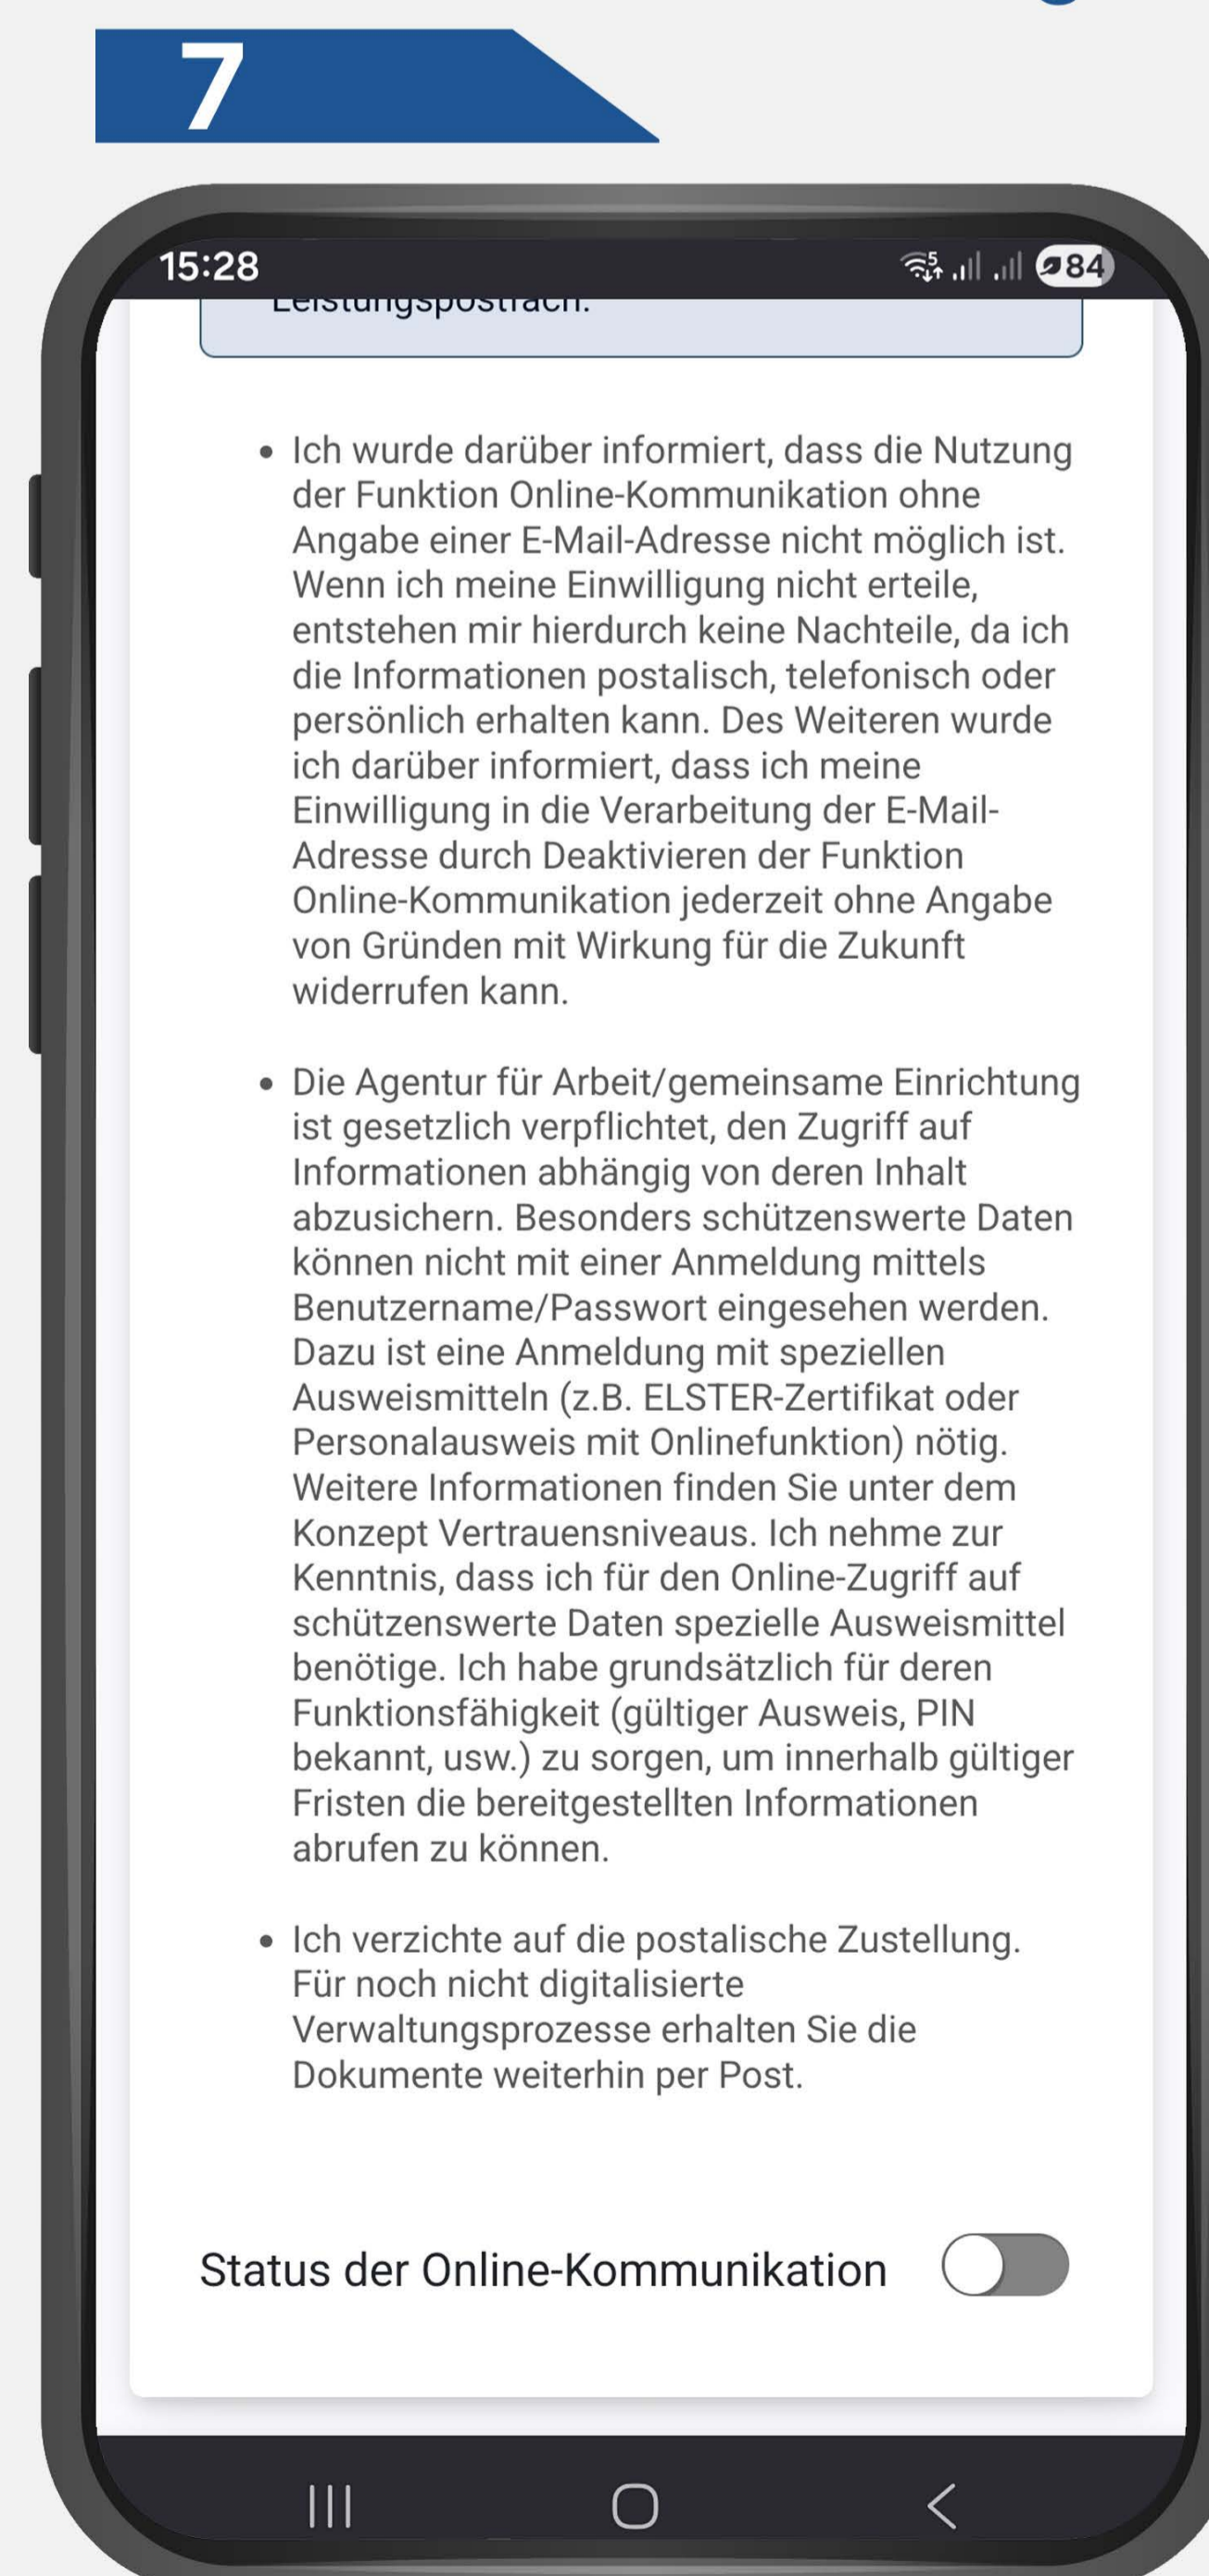 7
15:28
84
Leistungspostfach.
• Ich wurde darüber informiert, dass die Nutzung
der Funktion Online-Kommunikation ohne
Angabe einer E-Mail-Adresse nicht möglich ist.
Wenn ich meine Einwilligung nicht erteile,
entstehen mir hierdurch keine Nachteile, da ich
die Informationen postalisch, telefonisch oder
persönlich erhalten kann. Des Weiteren wurde
ich darüber informiert, dass ich meine
Einwilligung in die Verarbeitung der E-Mail-
Adresse durch Deaktivieren der Funktion
Online-Kommunikation jederzeit ohne Angabe
von Gründen mit Wirkung für die Zukunft
widerrufen kann.
• Die Agentur für Arbeit/gemeinsame Einrichtung
ist gesetzlich verpflichtet, den Zugriff auf
Informationen abhängig von deren Inhalt
abzusichern. Besonders schützenswerte Daten
können nicht mit einer Anmeldung mittels
Benutzername/Passwort eingesehen werden.
Dazu ist eine Anmeldung mit speziellen
Ausweismitteln (z.B. ELSTER-Zertifikat oder
Personalausweis mit Onlinefunktion) nötig.
Weitere Informationen finden Sie unter dem
Konzept Vertrauensniveaus. Ich nehme zur
Kenntnis, dass ich für den Online-Zugriff auf
schützenswerte Daten spezielle Ausweismittel
benötige. Ich habe grundsätzlich für deren
Funktionsfähigkeit (gültiger Ausweis, PIN
bekannt, usw.) zu sorgen, um innerhalb gültiger
Fristen die bereitgestellten Informationen
abrufen zu können.
• Ich verzichte auf die postalische Zustellung.
Für noch nicht digitalisierte
Verwaltungsprozesse erhalten Sie die
Dokumente weiterhin per Post.
Status der Online-Kommunikation